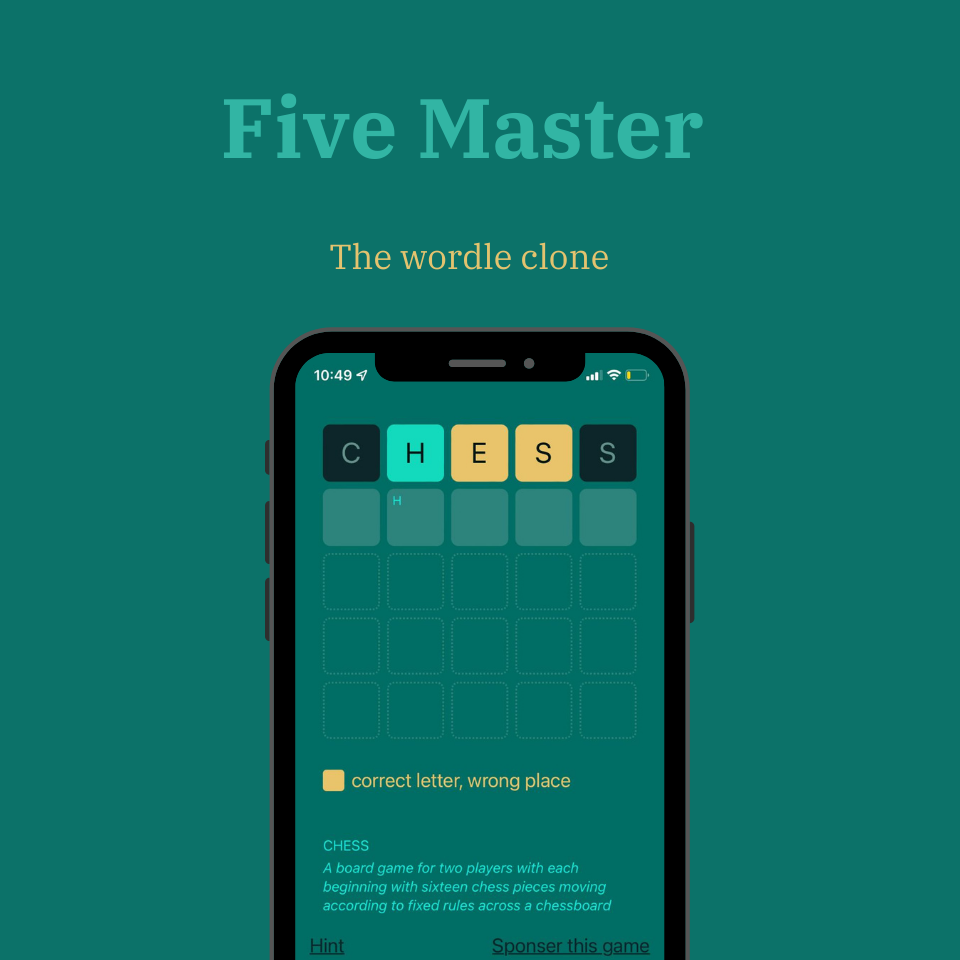 Five Master
The wordle clone
10:49
C H E S S
H
correct letter, wrong place
CHESS
A board game for two players with each
beginning with sixteen chess pieces moving
according to fixed rules across a chessboard
Hint Sponser this game